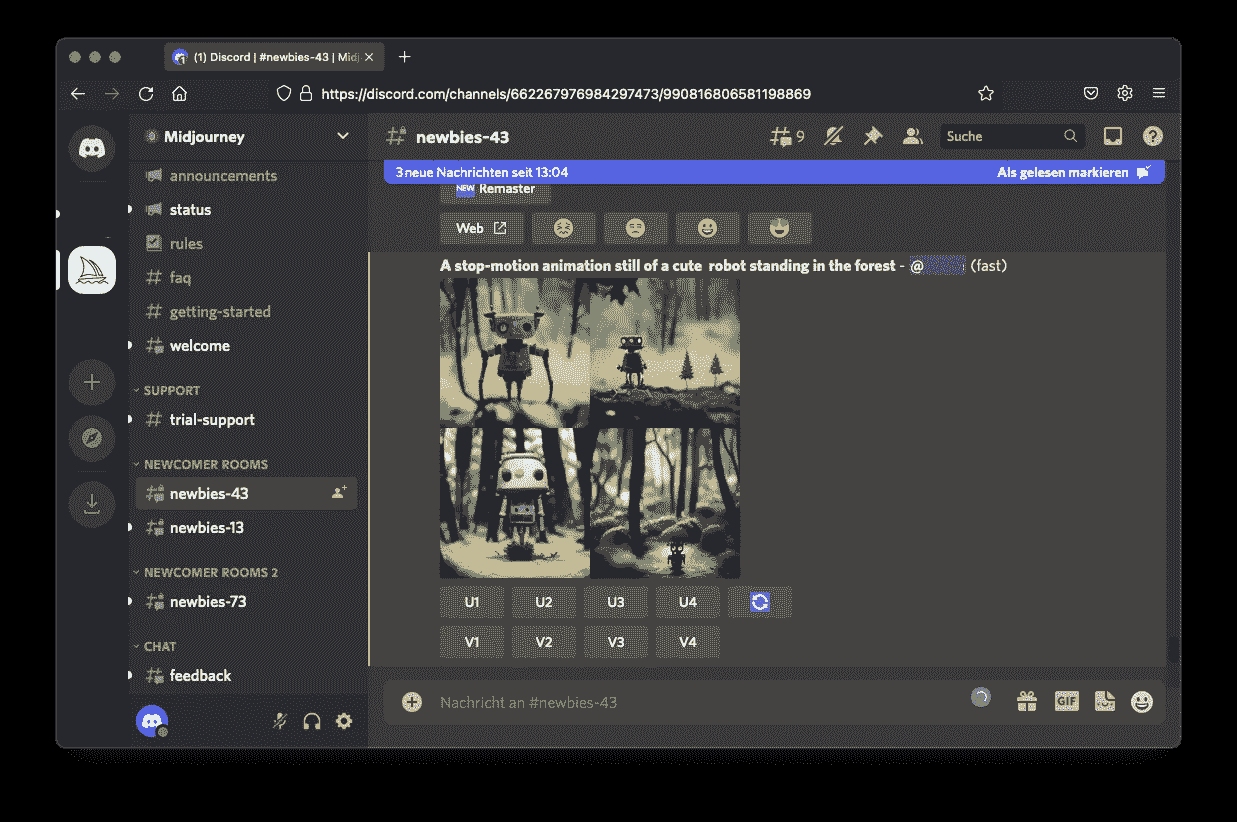 (1) Discord | #newbies-43 | Midj
https://discord.com/channels/662267976984297473/990816806581198869
Midjourney
announcements
status
rules
faq
getting-started
welcome
SUPPORT
trial-support
NEWCOMER ROOMS
newbies-43
newbies-13
NEWCOMER ROOMS 2
newbies-73
CHAT
feedback
newbies-43
9
Suche
3 neue Nachrichten seit 13:04
Als gelesen markieren
NEW Remaster
Web
A stop-motion animation still of a cute robot standing in the forest - @ (fast)
U1 U2 U3 U4
V1 V2 V3 V4
Nachricht an #newbies-43
GIF